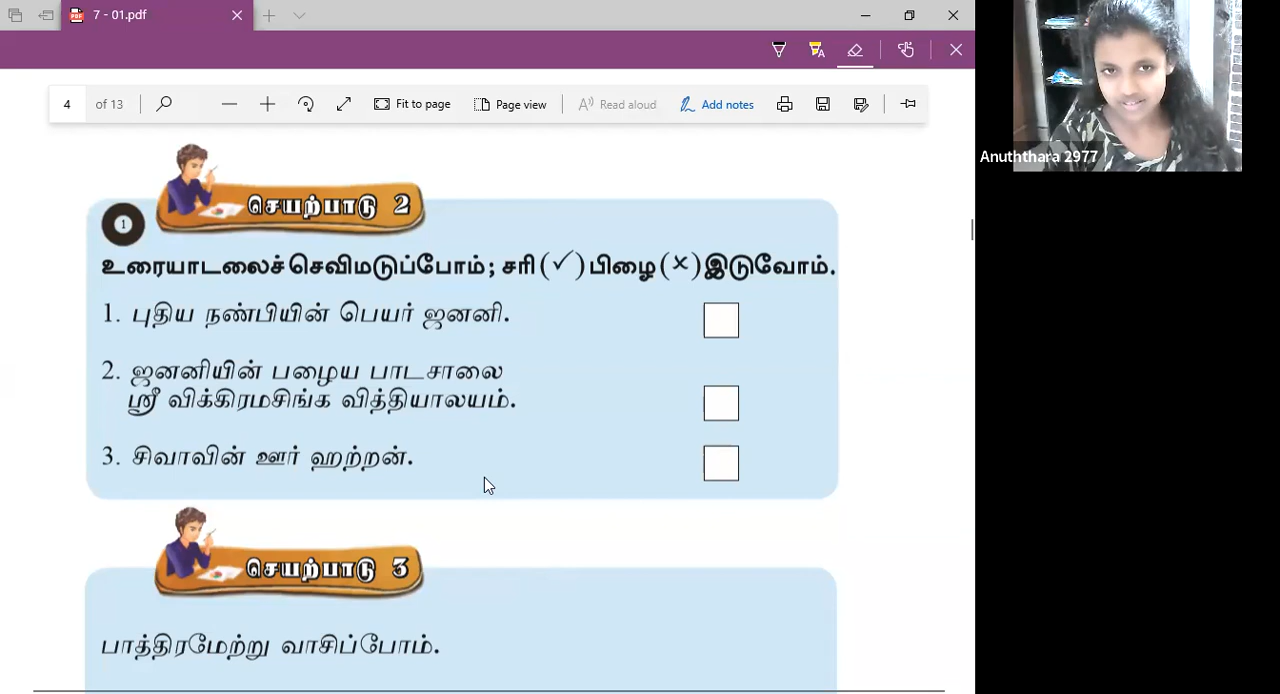 7 - 01.pdf
4 of 13 Fit to page Page view Read aloud Add notes
Anuththara 2977
செயற்பாடு 2
1
உரையாடலைச் செவிமடுப்போம்; சரி (✓) பிழை (×) இடுவோம்.
1. புதிய நண்பியின் பெயர் ஜனனி.
2. ஜனனியின் பழைய பாடசாலை
ஸ்ரீ விக்கிரமசிங்க வித்தியாலயம்.
3. சிவாவின் ஊர் ஹற்றன்.
செயற்பாடு 3
பாத்திரமேற்று வாசிப்போம்.